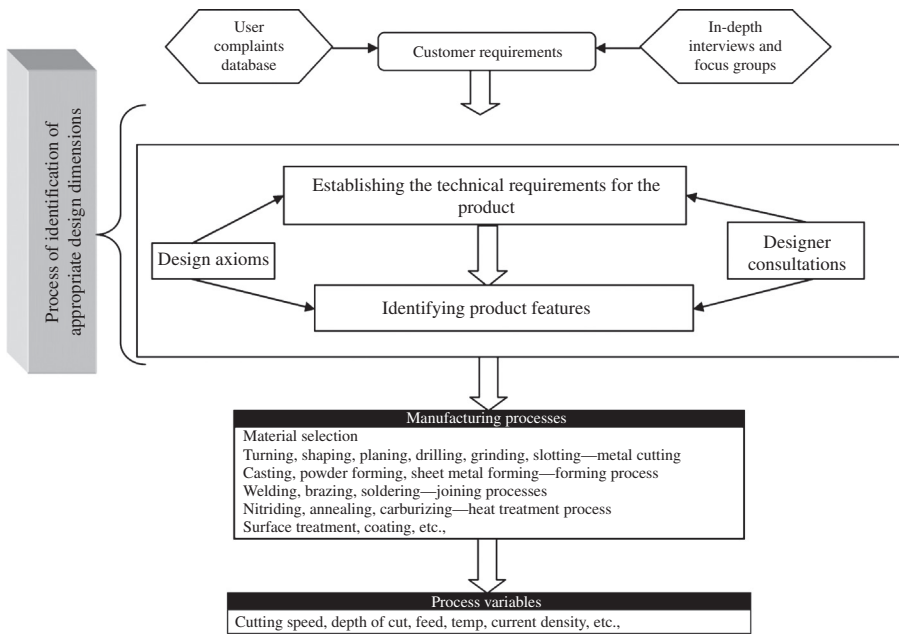 User
complaints
database
Customer requirements
In-depth
interviews and
focus groups
Process of identification of
appropriate design dimensions
Establishing the technical requirements for the
product
Design axioms
Designer
consultations
Identifying product features
Manufacturing processes
Material selection
Turning, shaping, planing, drilling, grinding, slotting—metal cutting
Casting, powder forming, sheet metal forming—forming process
Welding, brazing, soldering—joining processes
Nitriding, annealing, carburizing—heat treatment process
Surface treatment, coating, etc.,
Process variables
Cutting speed, depth of cut, feed, temp, current density, etc.,